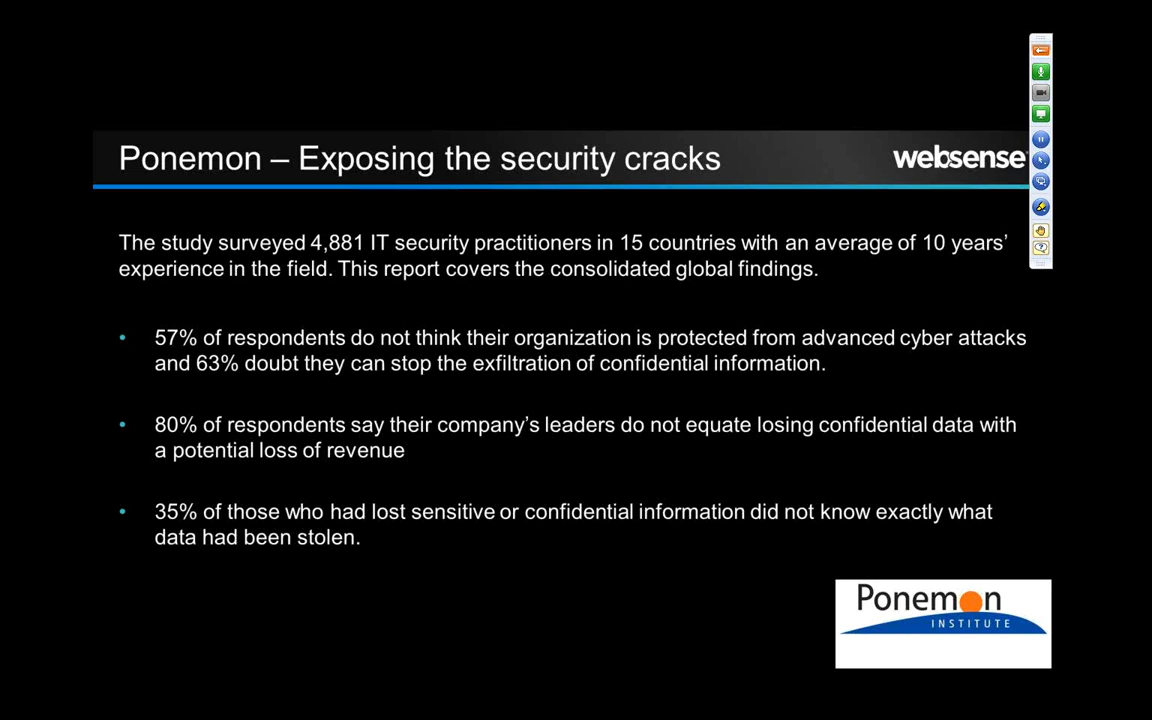 Ponemon – Exposing the security cracks
websense
The study surveyed 4,881 IT security practitioners in 15 countries with an average of 10 years’
experience in the field. This report covers the consolidated global findings.
• 57% of respondents do not think their organization is protected from advanced cyber attacks
and 63% doubt they can stop the exfiltration of confidential information.
• 80% of respondents say their company’s leaders do not equate losing confidential data with
a potential loss of revenue
• 35% of those who had lost sensitive or confidential information did not know exactly what
data had been stolen.
Ponemon
INSTITUTE